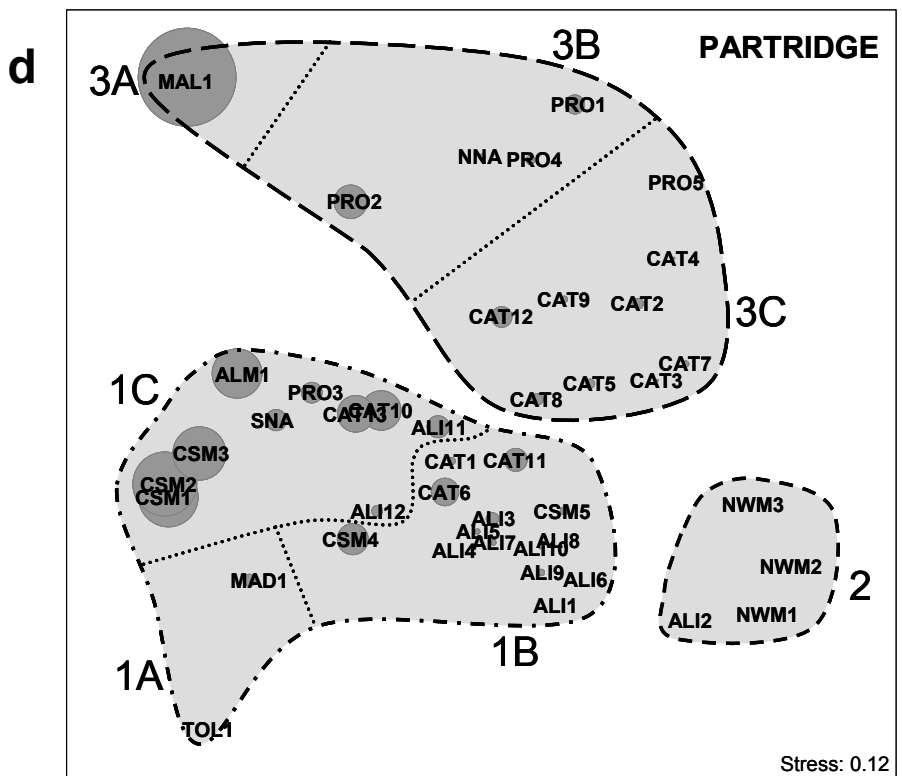 d
PARTRIDGE
3B
3A
MAL1
PRO1
NNA PRO4
PRO5
PRO2
CAT4
CAT9
CAT2
CAT12
3C
CAT7
CAT3
CAT5
CAT8
1C
ALM1
PRO3
CAT13
CAT10
SNA
ALI11
CSM3
CAT1
CAT11
CSM2
CSM1
CAT6
ALI12
ALI3
CSM5
NWM3
ALI5
CSM4
ALI7
ALI8
ALI10
ALI4
NWM2
MAD1
ALI9
ALI6
2
ALI1
NWM1
ALI2
1B
1A
TOL1
Stress: 0.12